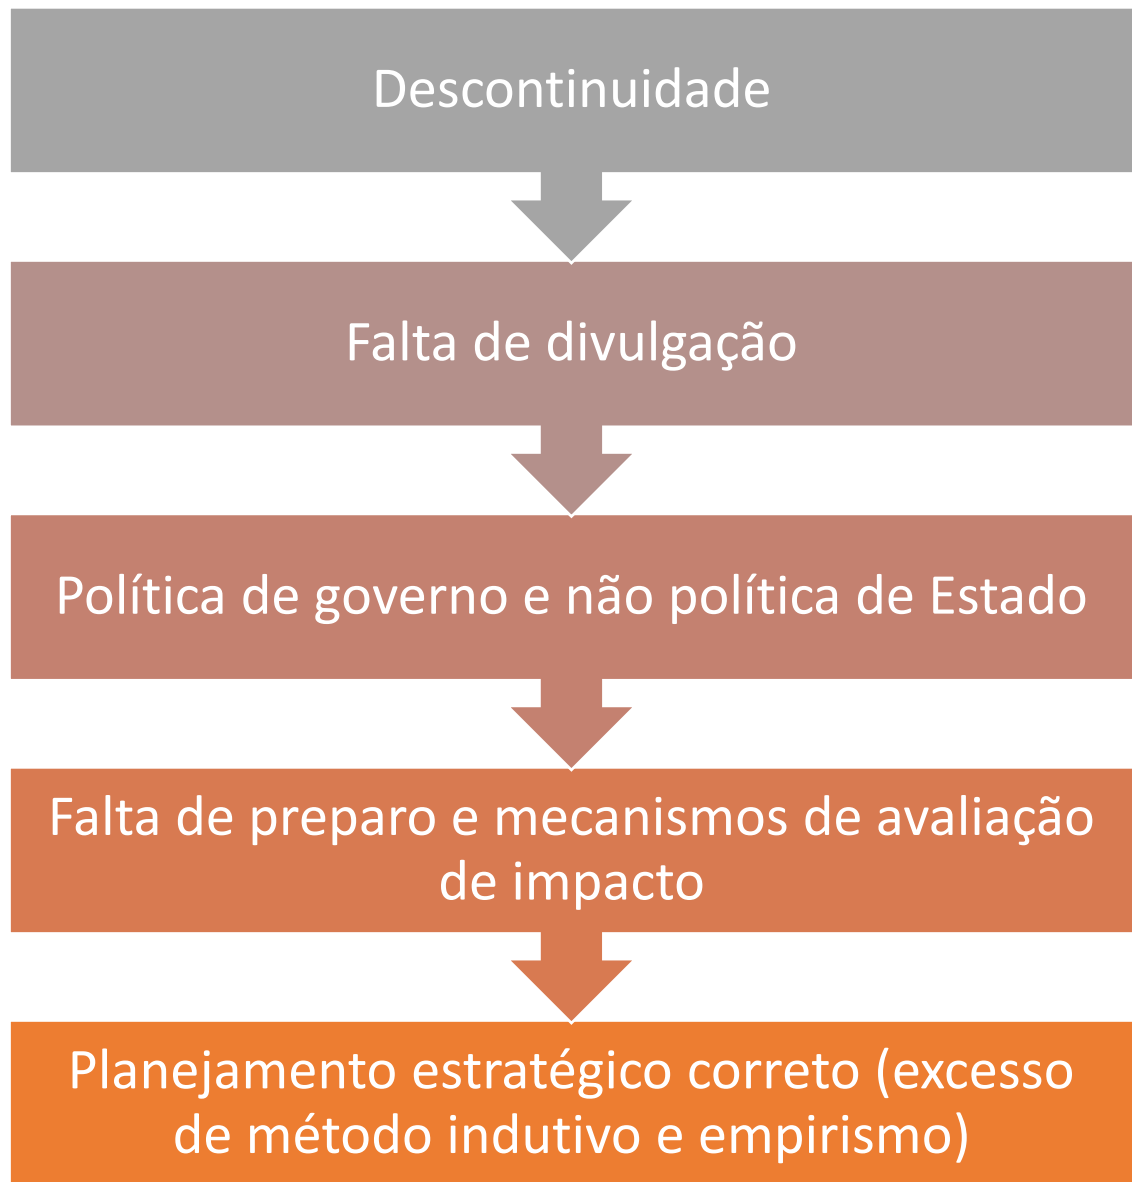 Descontinuidade
Falta de divulgação
Política de governo e não política de Estado
Falta de preparo e mecanismos de avaliação
de impacto
Planejamento estratégico correto (excesso
de método indutivo e empirismo)